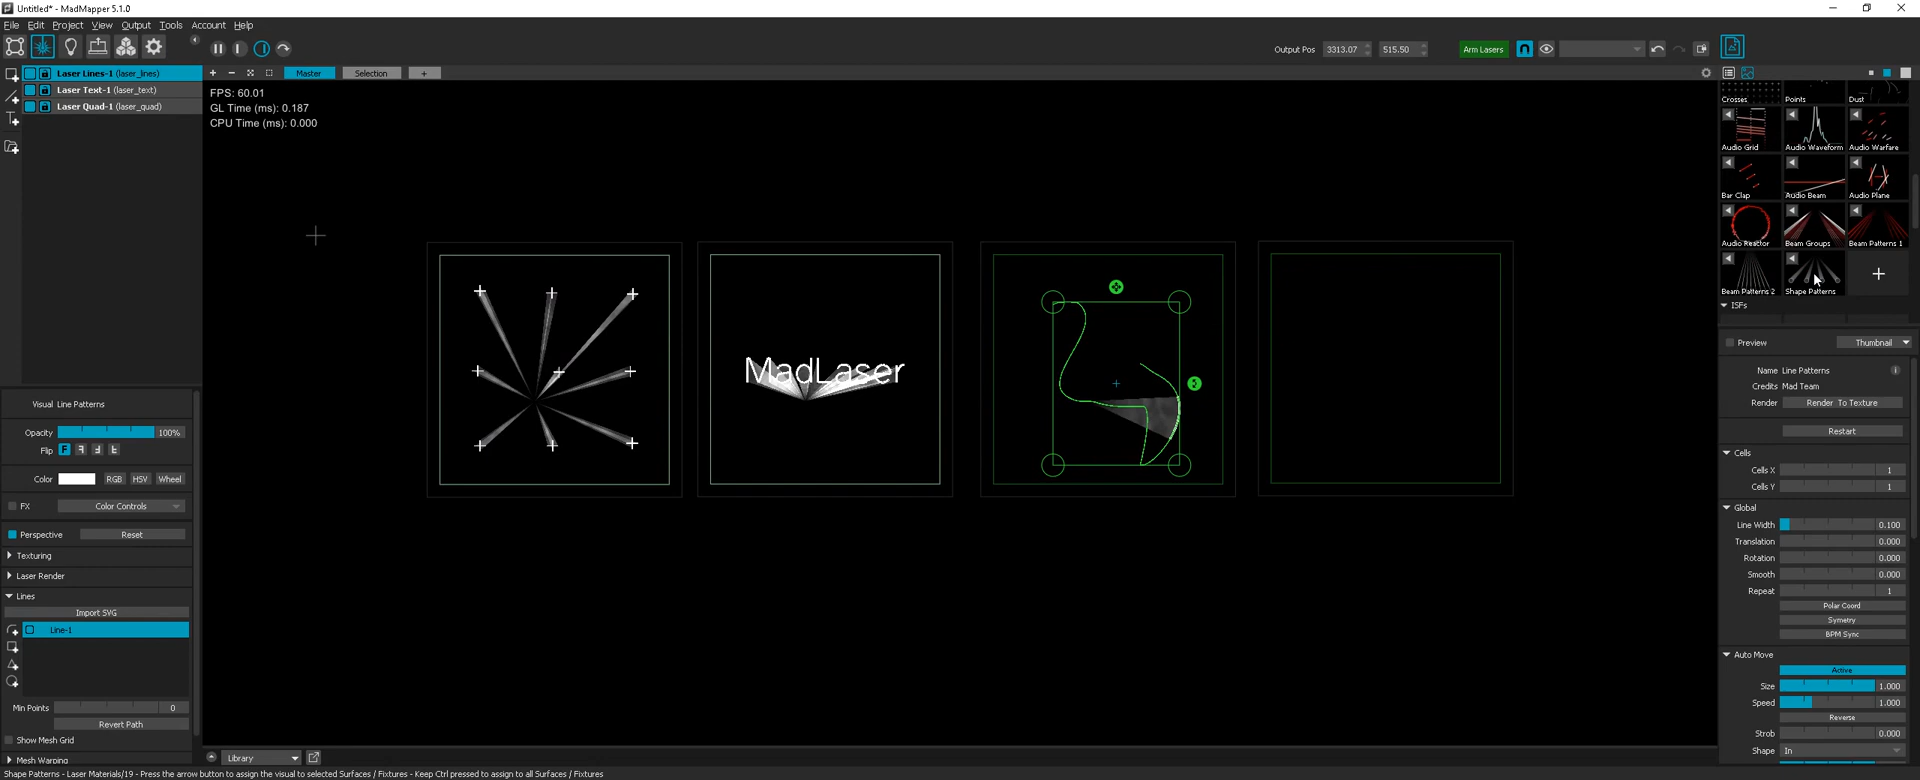 Untitled* - MadMapper 5.1.0
File Edit Project View Output Tools Account Help
Output Pos 3313.07 515.50 Arm Lasers
Laser Lines-1 (laser_lines)
Laser Text-1 (laser_text)
Laser Quad-1 (laser_quad)
Master Selection +
FPS: 60.01
GL Time (ms): 0.187
CPU Time (ms): 0.000
MadLaser
Crosses Points Dust
Audio Grid Audio Waveform Audio Warfare
Bar Clap Audio Beam Audio Plane
Audio Reactor Beam Groups Beam Patterns 1
Beam Patterns 2 Shape Patterns
ISFs
Preview Thumbnail
Name Line Patterns
Credits Mad Team
Render Render To Texture
Restart
Cells
Cells X 1
Cells Y 1
Global
Line Width 0.100
Translation 0.000
Rotation 0.000
Smooth 0.000
Repeat 1
Polar Coord
Symetry
BPM Sync
Auto Move
Active
Size 1.000
Speed 1.000
Reverse
Strob 0.000
Shape In
Visual Line Patterns
Opacity 100%
Flip
Color RGB HSV Wheel
FX Color Controls
Perspective Reset
Texturing
Laser Render
Lines
Import SVG
Line-1
Min Points 0
Revert Path
Show Mesh Grid
Mesh Warping
Library
Shape Patterns - Laser Materials/19 - Press the arrow button to assign the visual to selected Surfaces / Fixtures - Keep Ctrl pressed to assign to all Surfaces / Fixtures